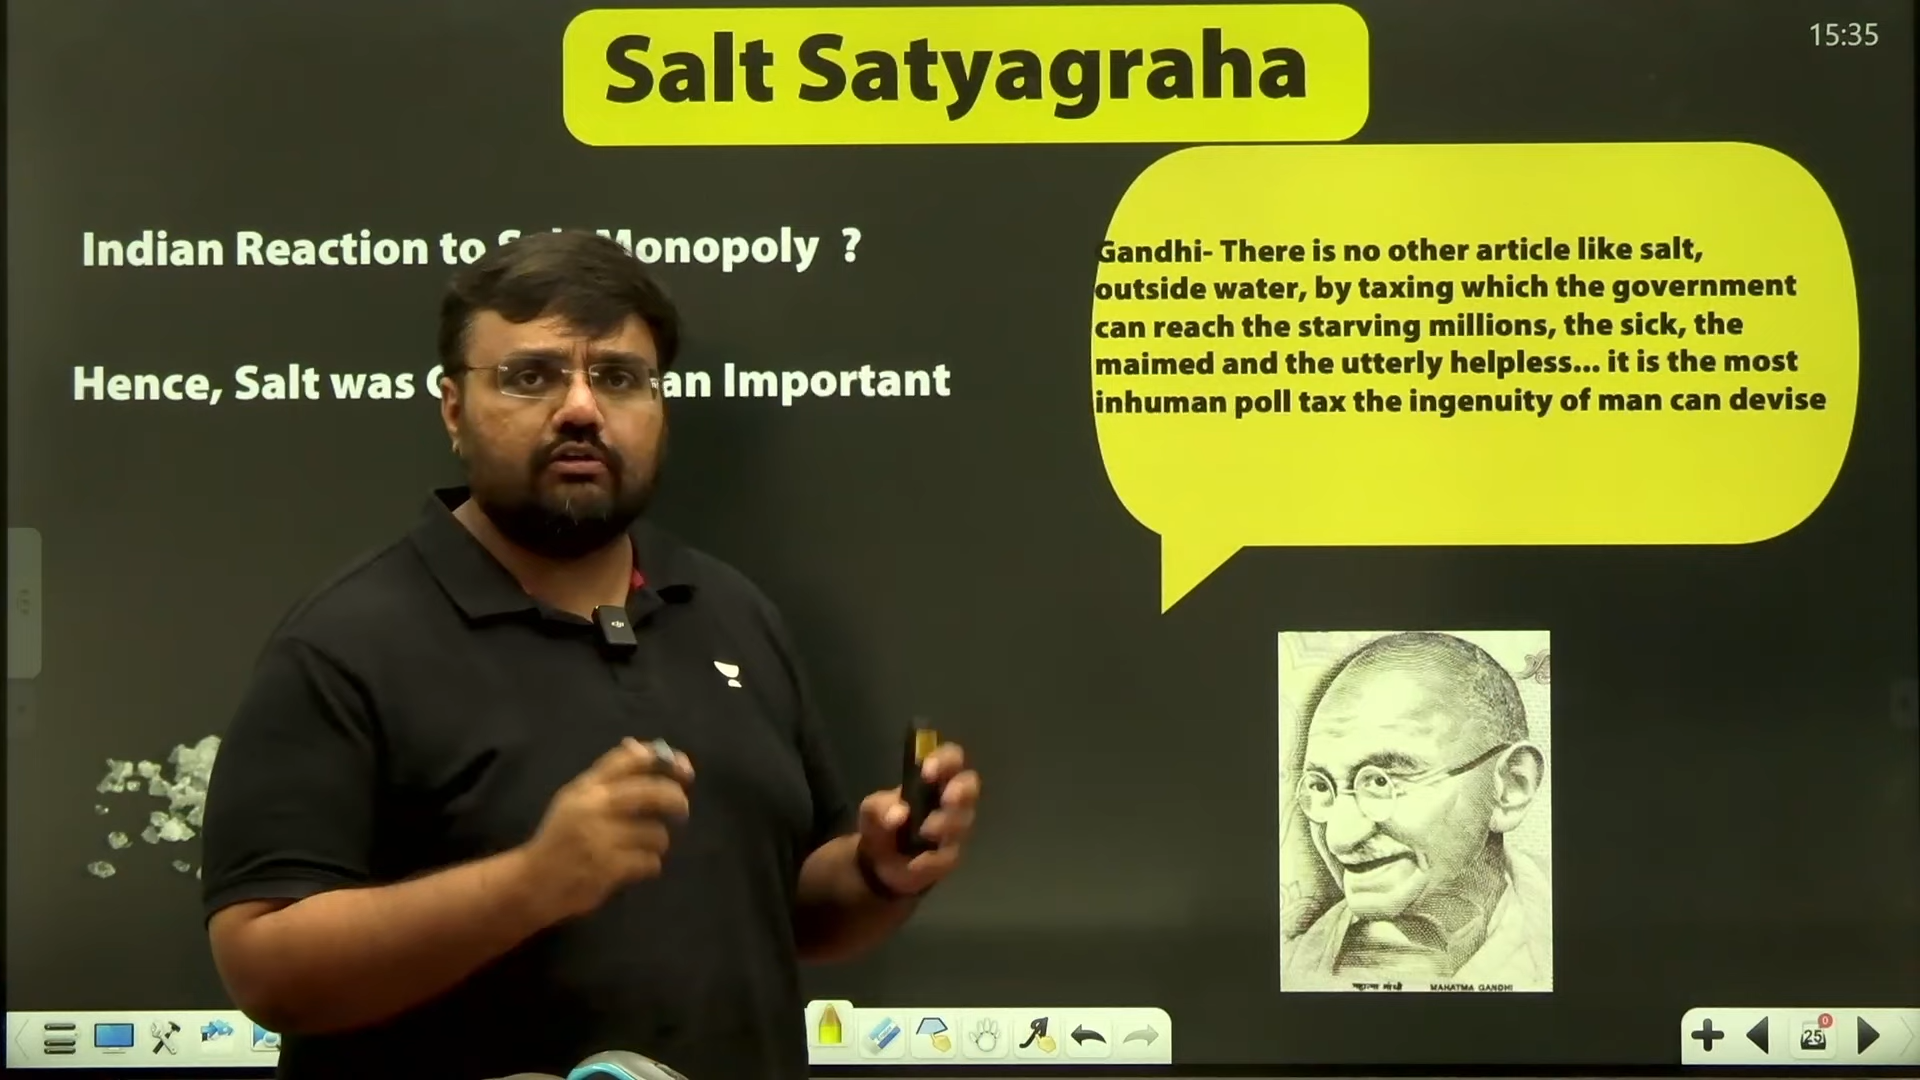 Salt Satyagraha
15:35
Indian Reaction to Monopoly ?
Hence, Salt was an Important
Gandhi- There is no other article like salt,
outside water, by taxing which the government
can reach the starving millions, the sick, the
maimed and the utterly helpless... it is the most
inhuman poll tax the ingenuity of man can devise
महात्मा गांधी MAHATMA GANDHI
25
0